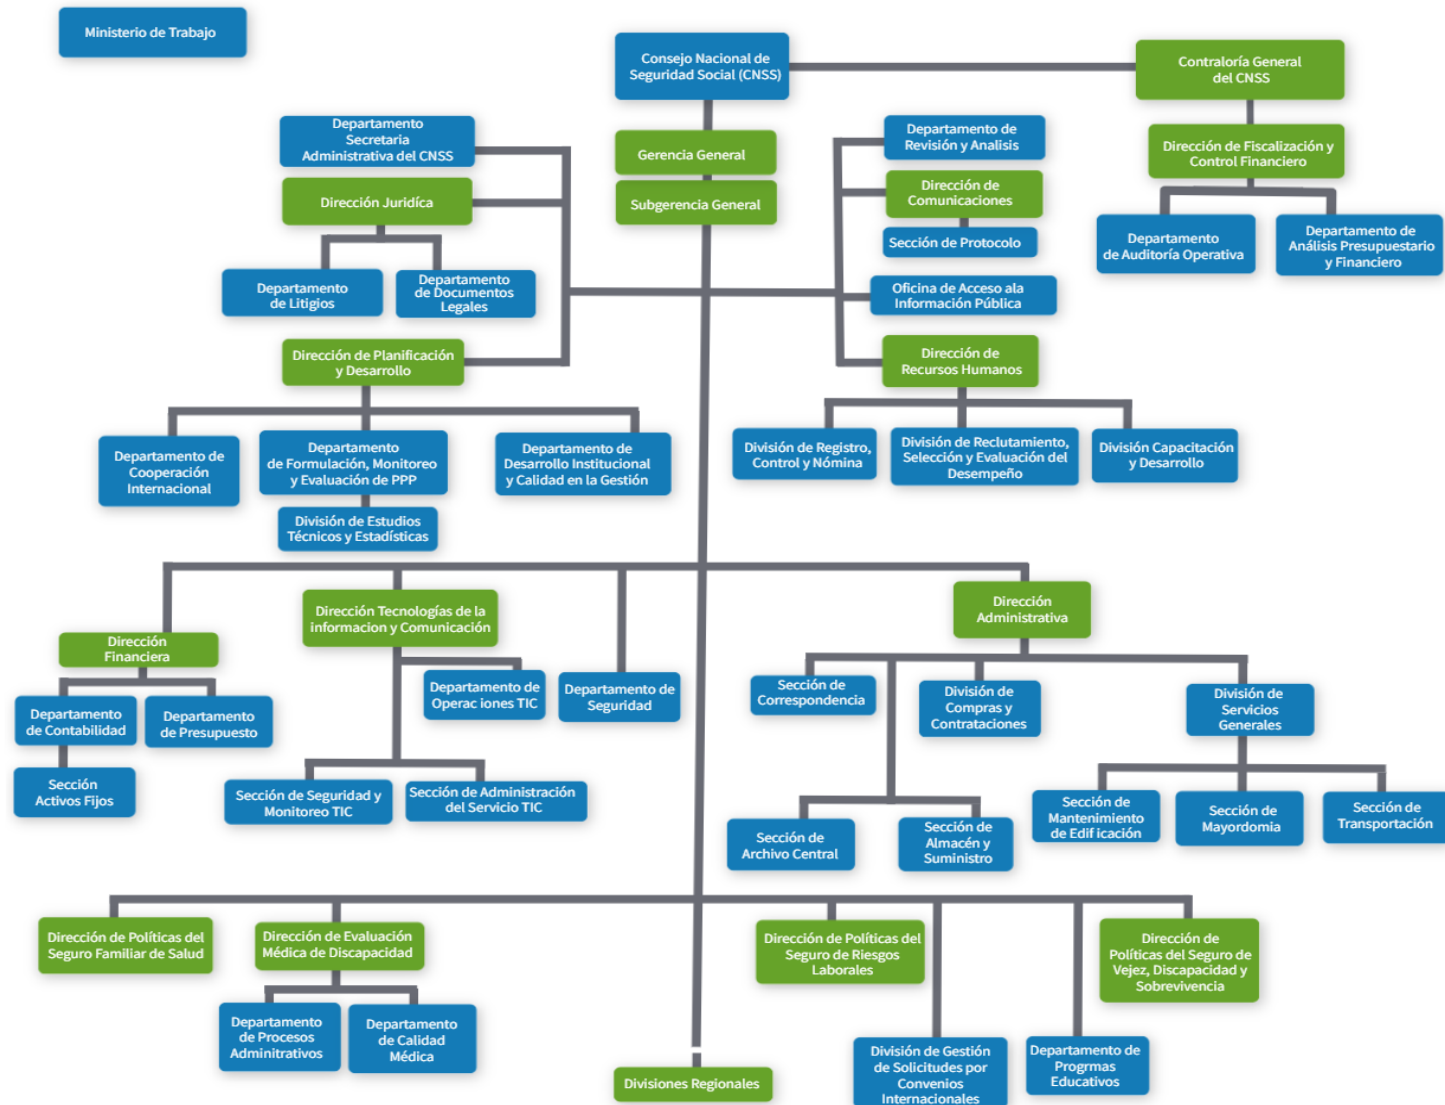 Ministerio de Trabajo
Consejo Nacional de
Seguridad Social (CNSS)
Contraloría General
del CNSS
Departamento
Secretaria
Administrativa del CNSS
Gerencia General
Departamento de
Revisión y Analisis
Dirección de Fiscalización y
Control Financiero
Dirección Juridíca
Subgerencia General
Dirección de
Comunicaciones
Sección de Protocolo
Departamento
de Auditoría Operativa
Departamento de
Análisis Presupuestario
y Financiero
Departamento
de Litigios
Departamento
de Documentos
Legales
Oficina de Acceso ala
Información Pública
Dirección de Planificación
y Desarrollo
Dirección de
Recursos Humanos
Departamento de
Cooperación
Internacional
Departamento
de Formulación, Monitoreo
y Evaluación de PPP
Departamento de
Desarrollo Institucional
y Calidad en la Gestión
División de Registro,
Control y Nómina
División de Reclutamiento,
Selección y Evaluación del
Desempeño
División Capacitación
y Desarrollo
División de Estudios
Técnicos y Estadísticas
Dirección
Financiera
Dirección Tecnologías de la
informacion y Comunicación
Dirección
Administrativa
Departamento
de Contabilidad
Departamento
de Presupuesto
Departamento de
Operac iones TIC
Departamento de
Seguridad
Sección de
Correspondencia
División de
Compras y
Contrataciones
División de
Servicios
Generales
Sección
Activos Fijos
Sección de Seguridad y
Monitoreo TIC
Sección de Administración
del Servicio TIC
Sección de
Archivo Central
Sección de
Almacén y
Suministro
Sección de
Mantenimiento
de Edif icación
Sección de
Mayordomia
Sección de
Transportación
Dirección de Políticas del
Seguro Familiar de Salud
Dirección de Evaluación
Médica de Discapacidad
Dirección de Políticas del
Seguro de Riesgos
Laborales
Dirección de
Políticas del Seguro de
Vejez, Discapacidad y
Sobrevivencia
Departamento
de Procesos
Adminitrativos
Departamento
de Calidad
Médica
División de Gestión
de Solicitudes por
Convenios
Internacionales
Departamento de
Progrmas
Educativos
Divisiones Regionales